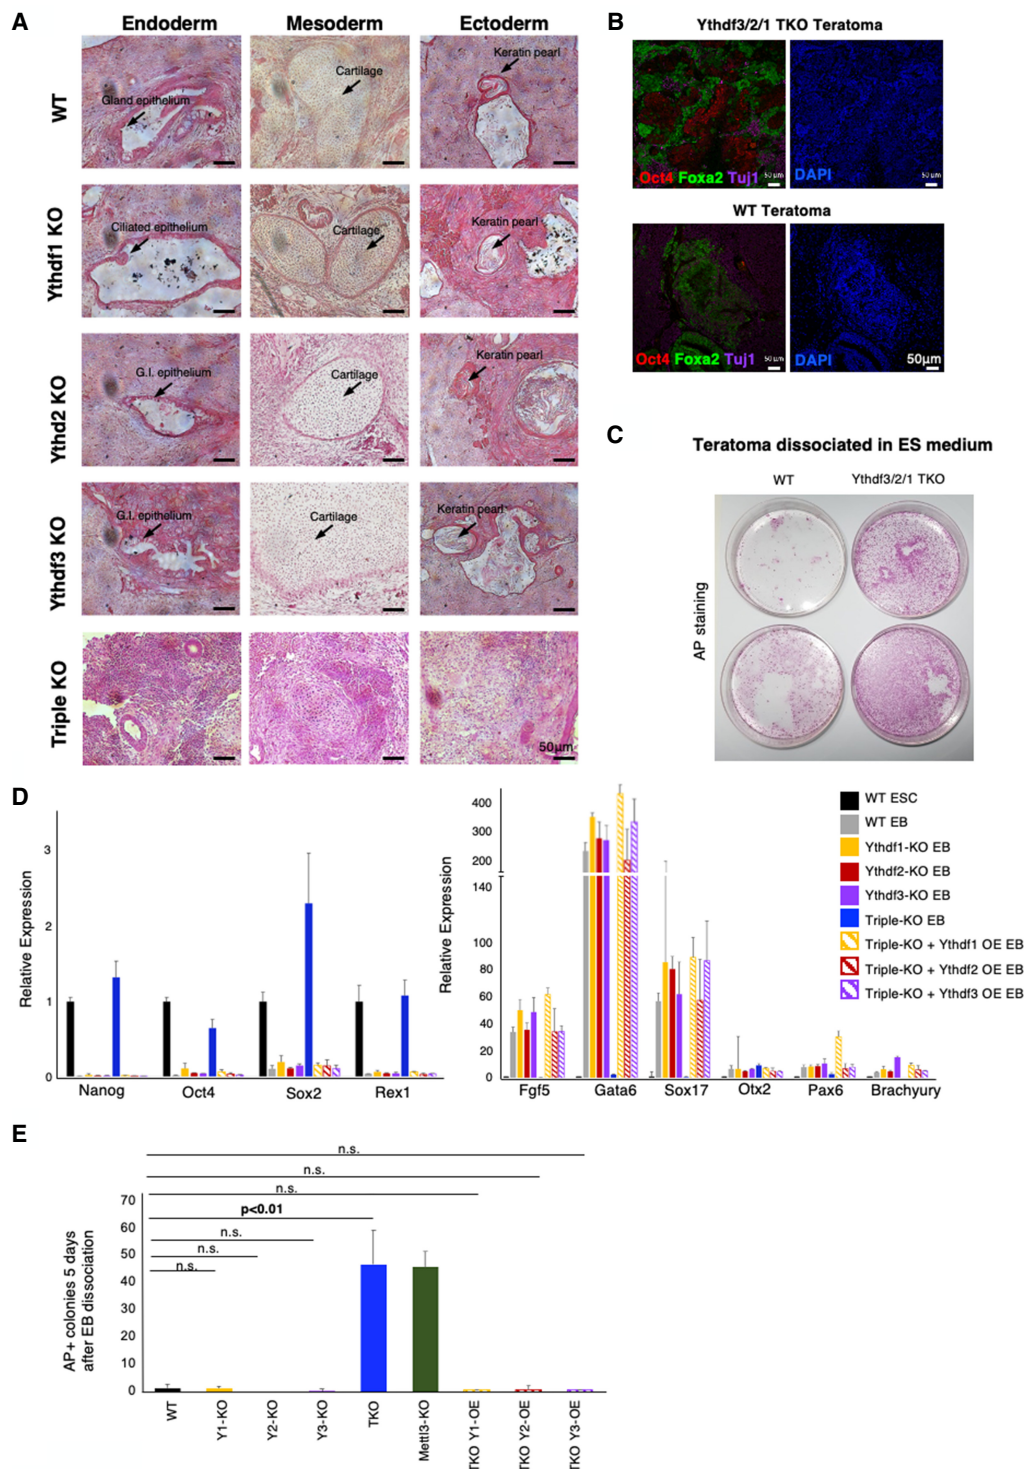 A
Endoderm Mesoderm Ectoderm
WT
Gland epithelium
Cartilage
Keratin pearl
Ythdf1 KO
Ciliated epithelium
Cartilage
Keratin pearl
Ythd2 KO
G.I. epithelium
Cartilage
Keratin pearl
Ythdf3 KO
G.I. epithelium
Cartilage
Keratin pearl
Triple KO
50µm
B
Ythdf3/2/1 TKO Teratoma
Oct4 Foxa2 Tuj1
50 µm
DAPI
50 µm
WT Teratoma
Oct4 Foxa2 Tuj1
50 µm
DAPI
50µm
C
Teratoma dissociated in ES medium
WT
Ythdf3/2/1 TKO
AP staining
D
Relative Expression
3
2
1
0
Nanog Oct4 Sox2 Rex1
Relative Expression
400
300
200
140
100
80
60
40
20
0
Fgf5 Gata6 Sox17 Otx2 Pax6 Brachyury
WT ESC
WT EB
Ythdf1-KO EB
Ythdf2-KO EB
Ythdf3-KO EB
Triple-KO EB
Triple-KO + Ythdf1 OE EB
Triple-KO + Ythdf2 OE EB
Triple-KO + Ythdf3 OE EB
E
n.s.
n.s.
n.s.
p<0.01
n.s.
n.s.
n.s.
AP+ colonies 5 days
after EB dissociation
70
60
50
40
30
20
10
0
WT
Y1-KO
Y2-KO
Y3-KO
TKO
Mettl3-KO
TKO Y1-OE
TKO Y2-OE
TKO Y3-OE